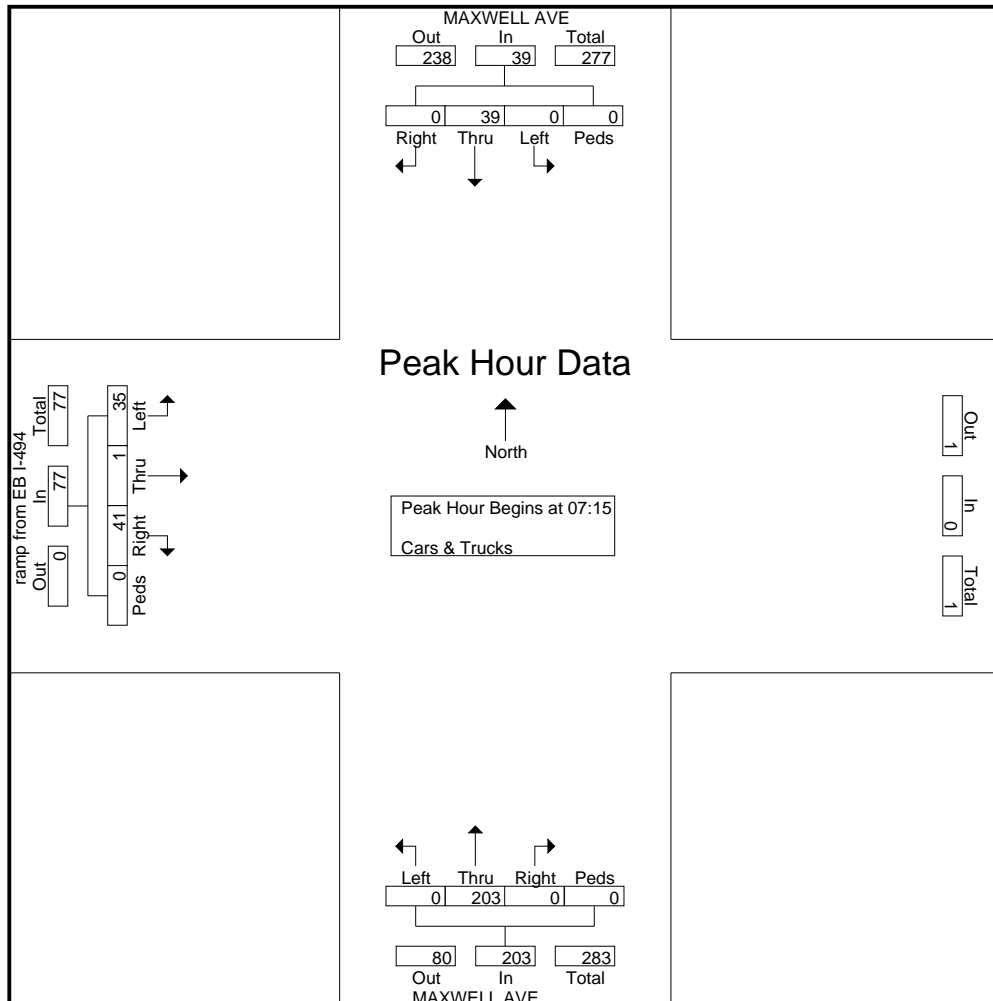 MAXWELL AVE
Out In Total
238 39 277
0 39 0 0
Right Thru Left Peds
Peak Hour Data
North
Peak Hour Begins at 07:15
Cars & Trucks
ramp from EB I-494
Out In Total
0 77 77
0 41 1 35
Peds Right Thru Left
Out In Total
1 0 1
Left Thru Right Peds
0 203 0 0
80 203 283
Out In Total
MAXWELL AVE